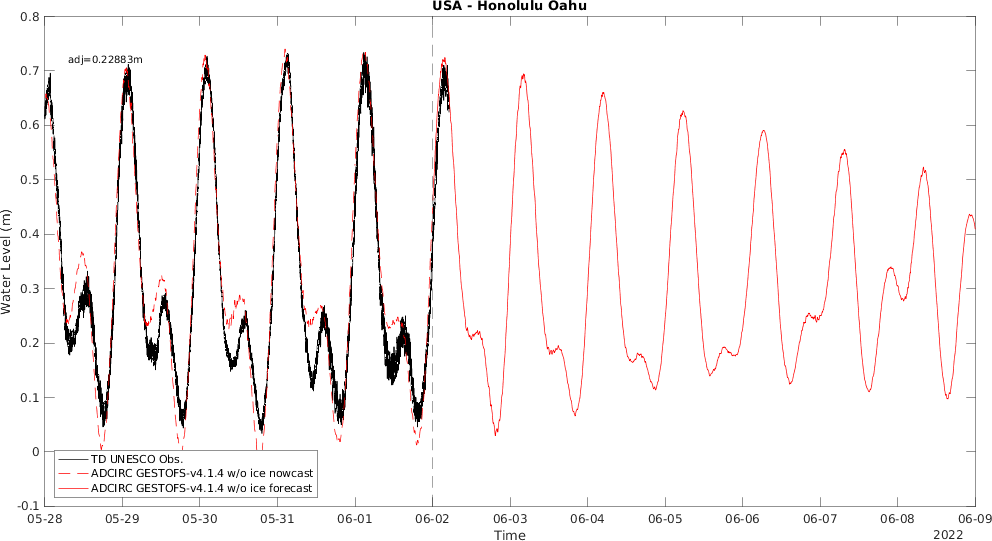 USA - Honolulu Oahu
0.8
0.7
0.6
0.5
0.4
0.3
0.2
0.1
0
-0.1
Water Level (m)
adj=0.22883m
TD UNESCO Obs.
ADCIRC GESTOFS-v4.1.4 w/o ice nowcast
ADCIRC GESTOFS-v4.1.4 w/o ice forecast
05-28 05-29 05-30 05-31 06-01 06-02 06-03 06-04 06-05 06-06 06-07 06-08 06-09
Time
2022